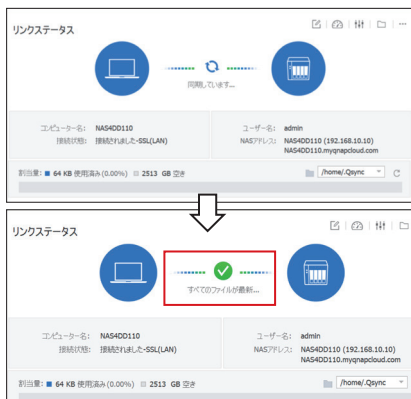 リンクステータス
同期しています...
コンピューター名: NAS4DD110
接続状態: 接続されました-SSL(LAN)
ユーザー名: admin
NASアドレス: NAS4DD110 (192.168.10.10)
NAS4DD110.myqnapcloud.com
割当量: 64 KB 使用済み(0.00%) 2513 GB 空き
/home/.Qsync
リンクステータス
すべてのファイルが最新...
コンピューター名: NAS4DD110
接続状態: 接続されました-SSL(LAN)
ユーザー名: admin
NASアドレス: NAS4DD110 (192.168.10.10)
NAS4DD110.myqnapcloud.com
割当量: 64 KB 使用済み(0.00%) 2513 GB 空き
/home/.Qsync